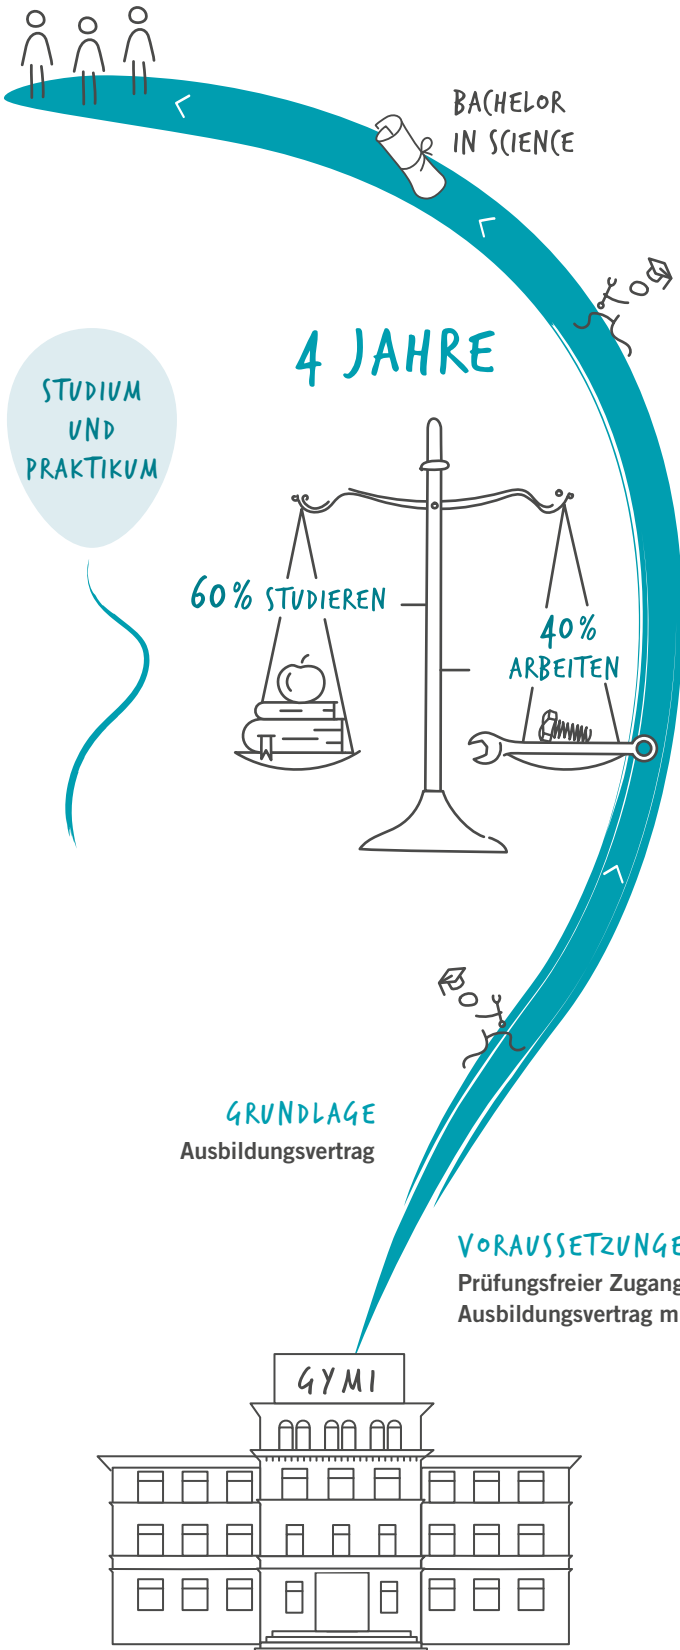 BACHELOR
IN SCIENCE
4 JAHRE
STUDIUM
UND
PRAKTIKUM
60% STUDIEREN
40%
ARBEITEN
GRUNDLAGE
Ausbildungsvertrag
VORAUSSETZUNGE
Prüfungsfreier Zugang
Ausbildungsvertrag m
GYMI